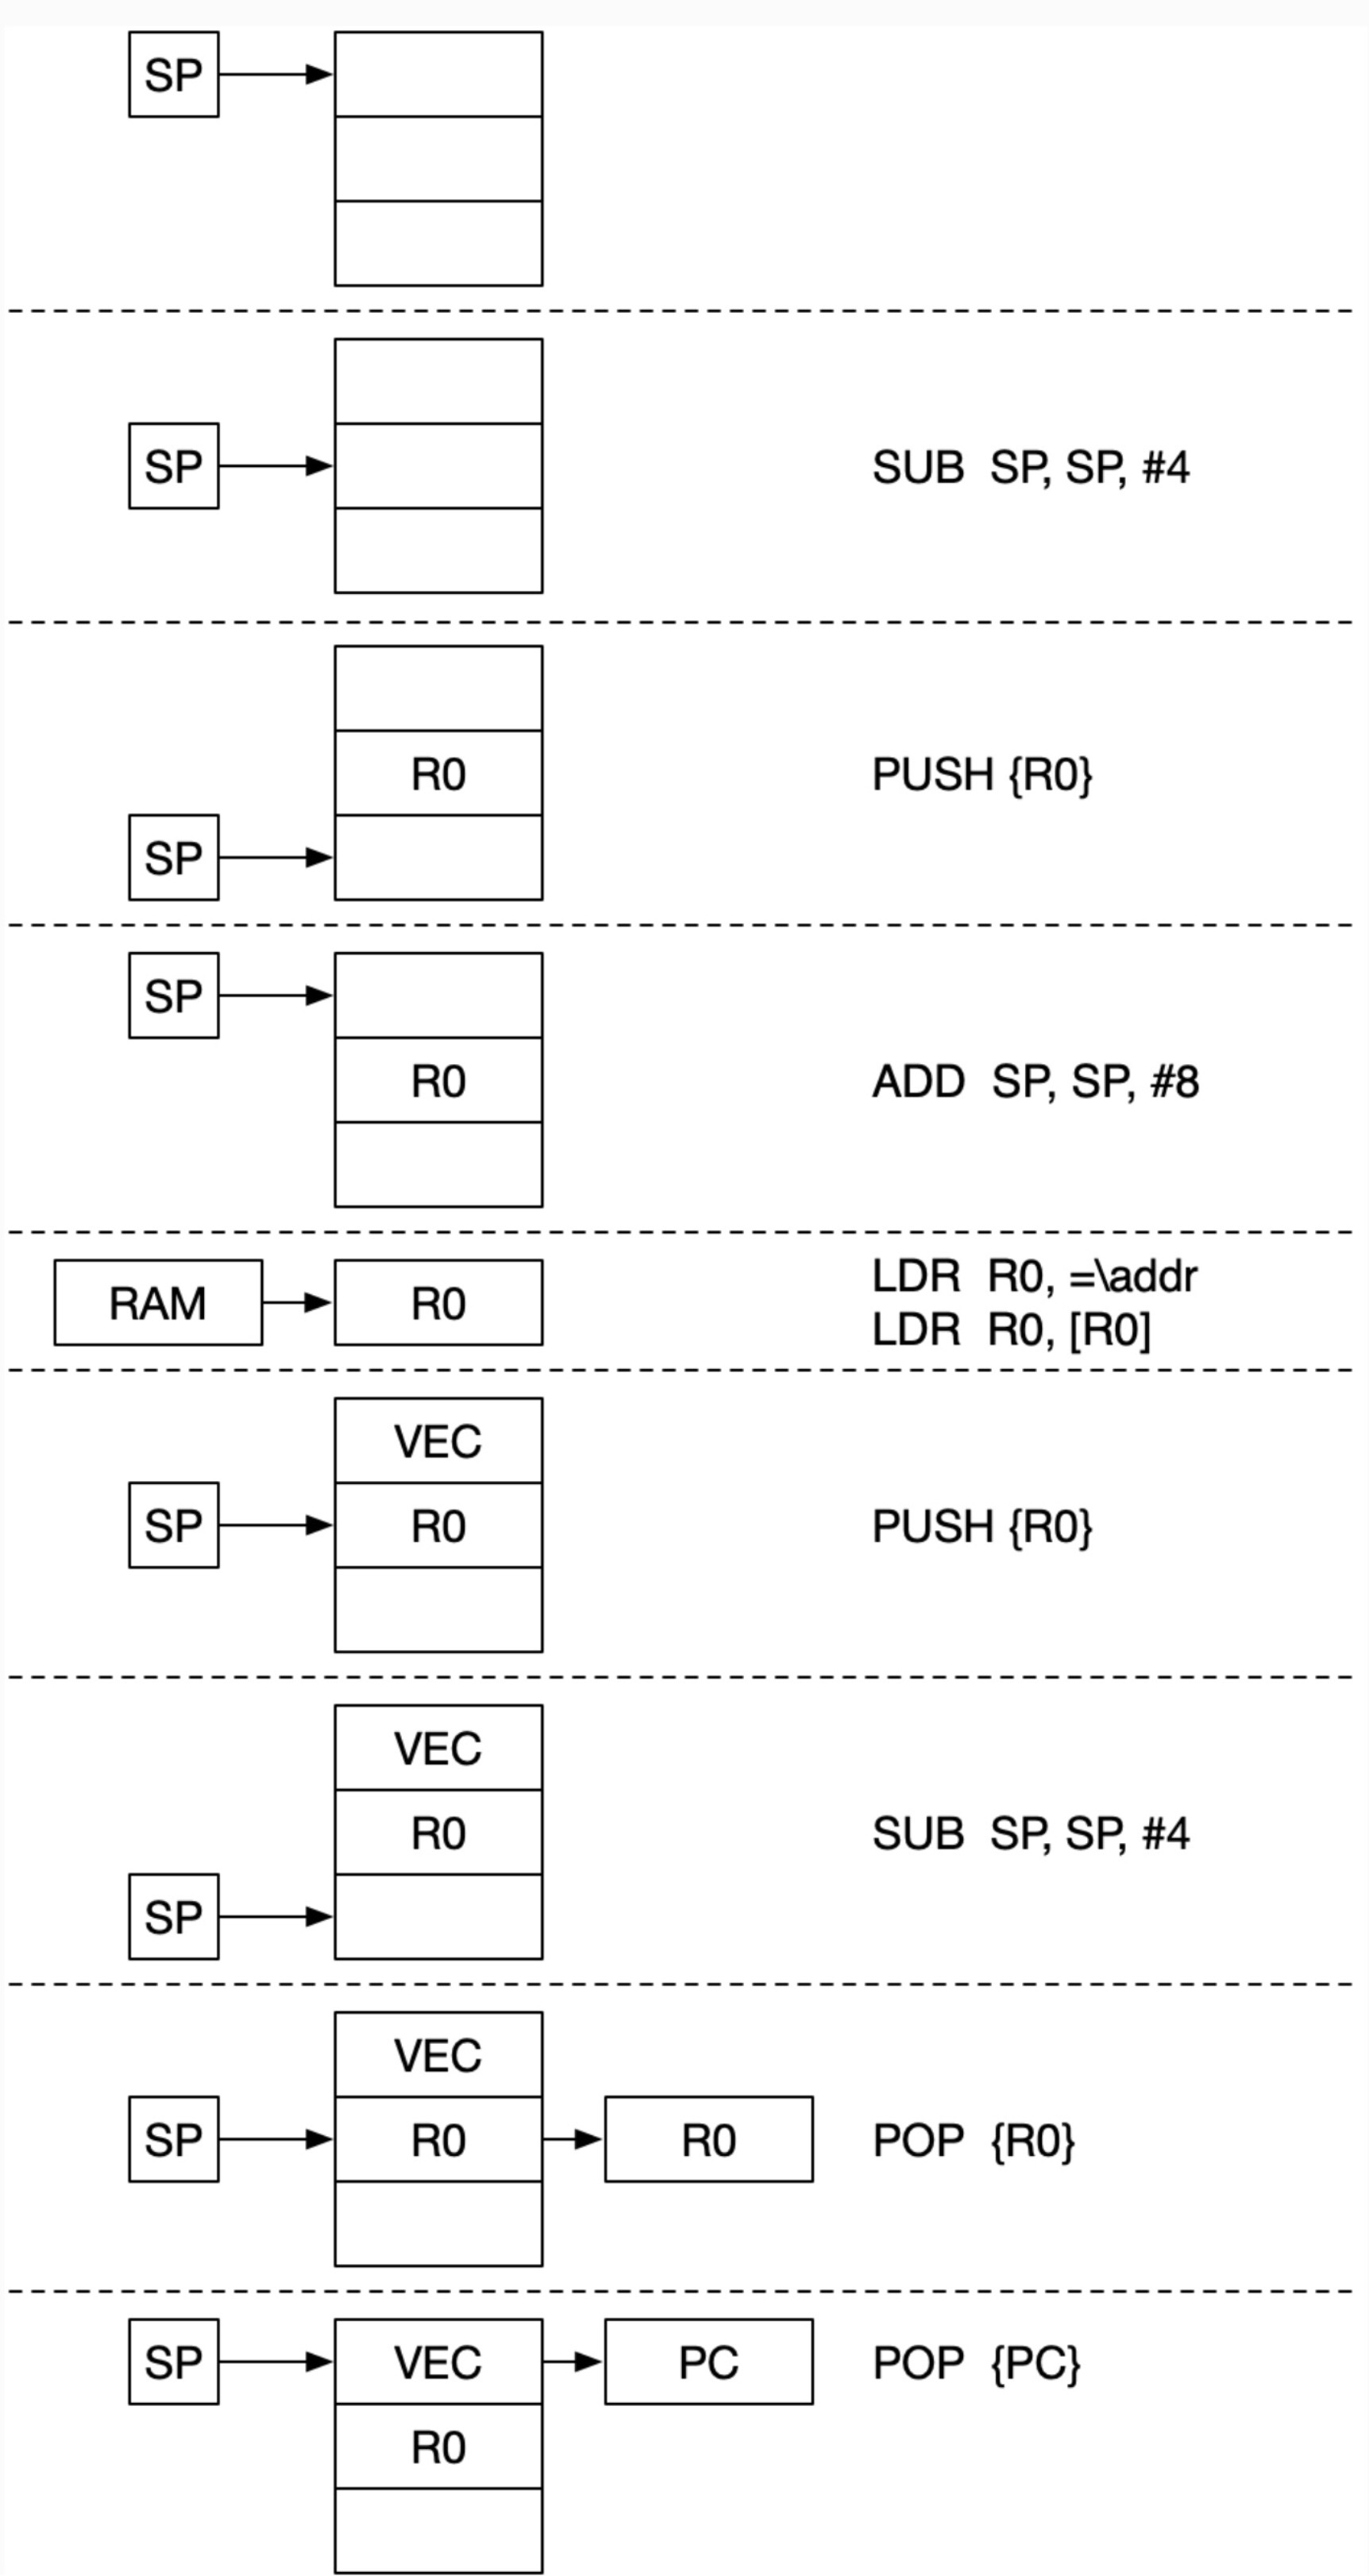 SP
SP
SUB SP, SP, #4
R0
PUSH {R0}
SP
SP
R0
ADD SP, SP, #8
RAM
R0
LDR R0, =\addr
LDR R0, [R0]
VEC
SP
R0
PUSH {R0}
VEC
R0
SUB SP, SP, #4
SP
VEC
SP
R0
R0
POP {R0}
SP
VEC
PC
POP {PC}
R0